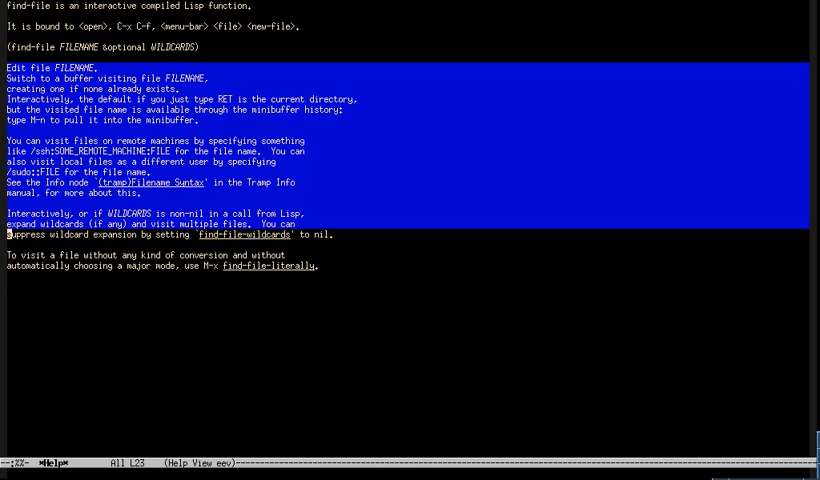 find-file is an interactive compiled Lisp function.
It is bound to <open>, C-x C-f, <menu-bar> <file> <new-file>.
(find-file FILENAME &optional WILDCARDS)
Edit file FILENAME.
Switch to a buffer visiting file FILENAME,
creating one if none already exists.
Interactively, the default if you just type RET is the current directory,
but the visited file name is available through the minibuffer history:
type M-n to pull it into the minibuffer.
You can visit files on remote machines by specifying something
like /ssh:SOME_REMOTE_MACHINE:FILE for the file name.  You can
also visit local files as a different user by specifying
/sudo::FILE for the file name.
See the Info node `(tramp)Filename Syntax' in the Tramp Info
manual, for more about this.
Interactively, or if WILDCARDS is non-nil in a call from Lisp,
expand wildcards (if any) and visit multiple files.  You can
suppress wildcard expansion by setting `find-file-wildcards' to nil.
To visit a file without any kind of conversion and without
automatically choosing a major mode, use M-x find-file-literally.
--:%%-  *Help*          All L23    (Help View eev)--------------------